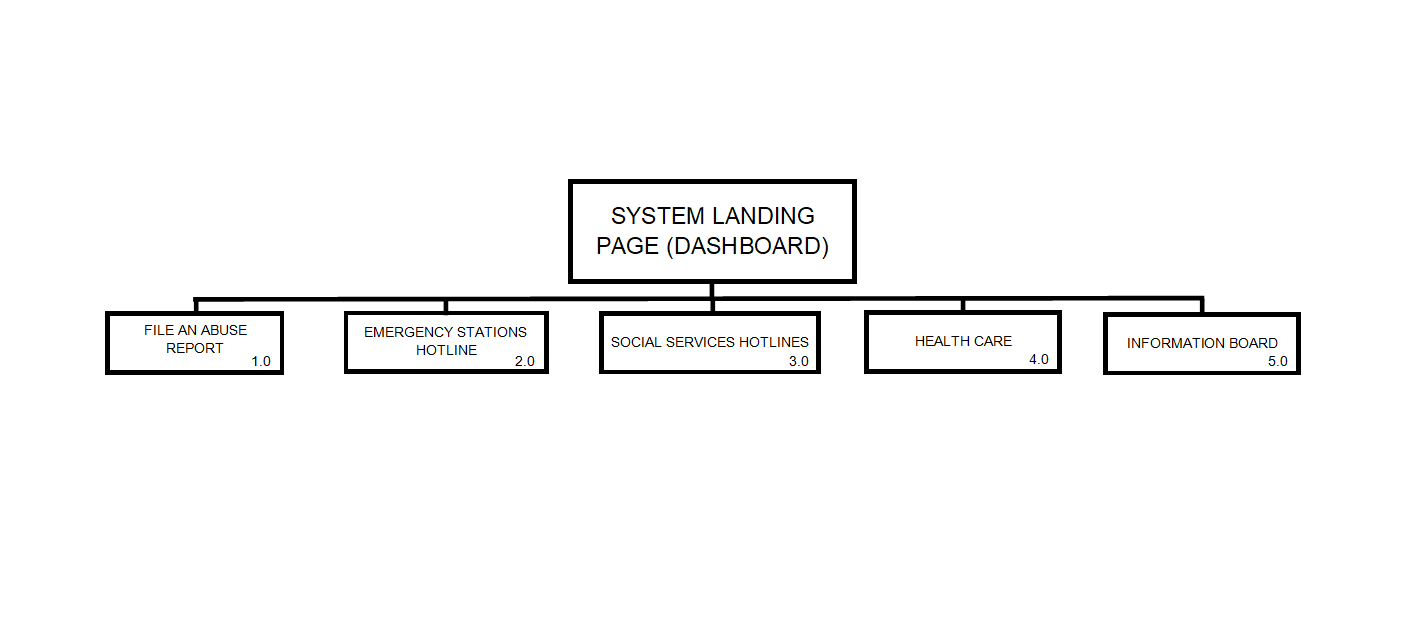 SYSTEM LANDING
PAGE (DASHBOARD)
FILE AN ABUSE
REPORT
1.0
EMERGENCY STATIONS
HOTLINE
2.0
SOCIAL SERVICES HOTLINES
3.0
HEALTH CARE
4.0
INFORMATION BOARD
5.0